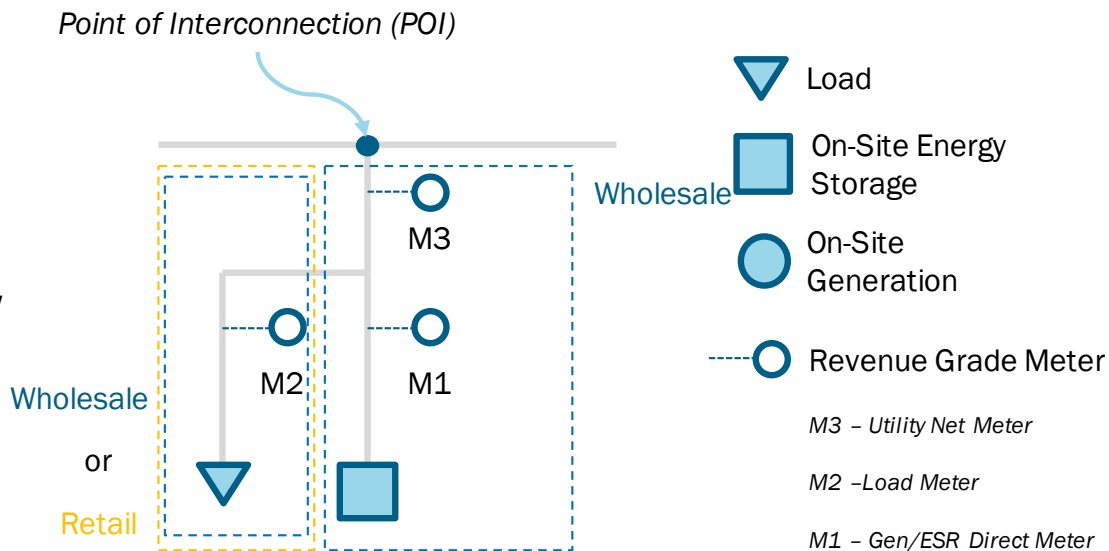 Point of Interconnection (POI)
Load
On-Site Energy
Storage
Wholesale
M3
On-Site
Generation
M2
M1
Revenue Grade Meter
Wholesale
or
Retail
M3 – Utility Net Meter
M2 –Load Meter
M1 – Gen/ESR Direct Meter